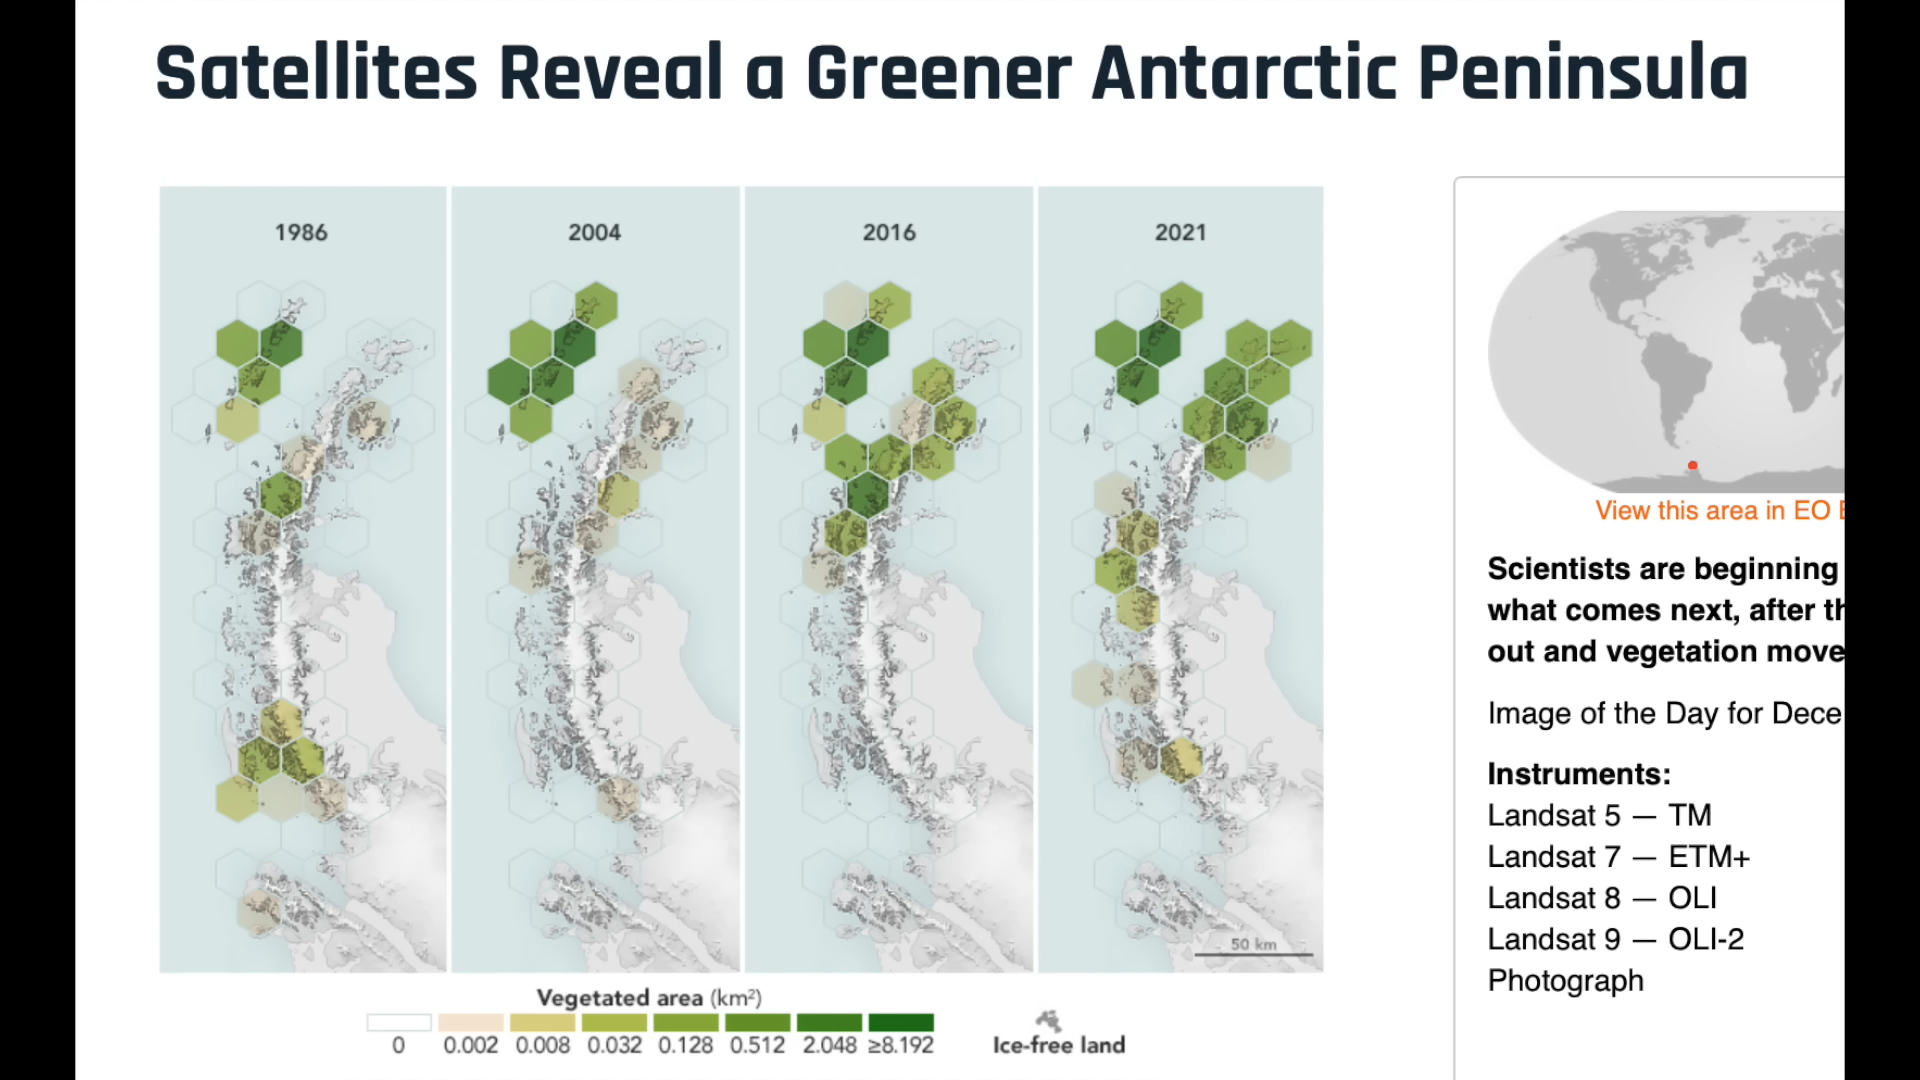 Satellites Reveal a Greener Antarctic Peninsula
1986
2004
2016
2021
50 km
Vegetated area (km²)
0
0.002
0.008
0.032
0.128
0.512
2.048
≥8.192
Ice-free land
View this area in EO
Scientists are beginning
what comes next, after
out and vegetation move
Image of the Day for Dece
Instruments:
Landsat 5 — TM
Landsat 7 — ETM+
Landsat 8 — OLI
Landsat 9 — OLI-2
Photograph